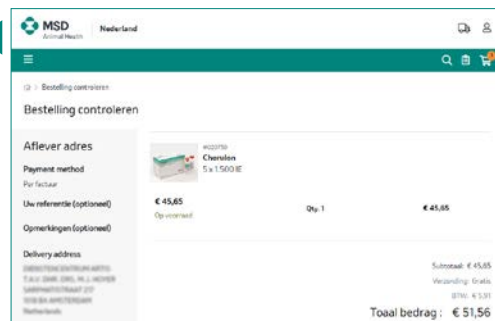 MSD
Animal Health
Nederland
Bestelling controleren
Bestelling controleren
Aflever adres
Payment method
Per factuur
Uw referentie (optioneel)
Opmerkingen (optioneel)
Delivery address
Netherlands
Chorulon
5 x 1.500 IE
€ 45,65
Op voorraad
Qty. 1
€ 45,65
Subtotaal: € 45,65
Verzending: Gratis
BTW: € 5,91
Toaal bedrag : € 51,56